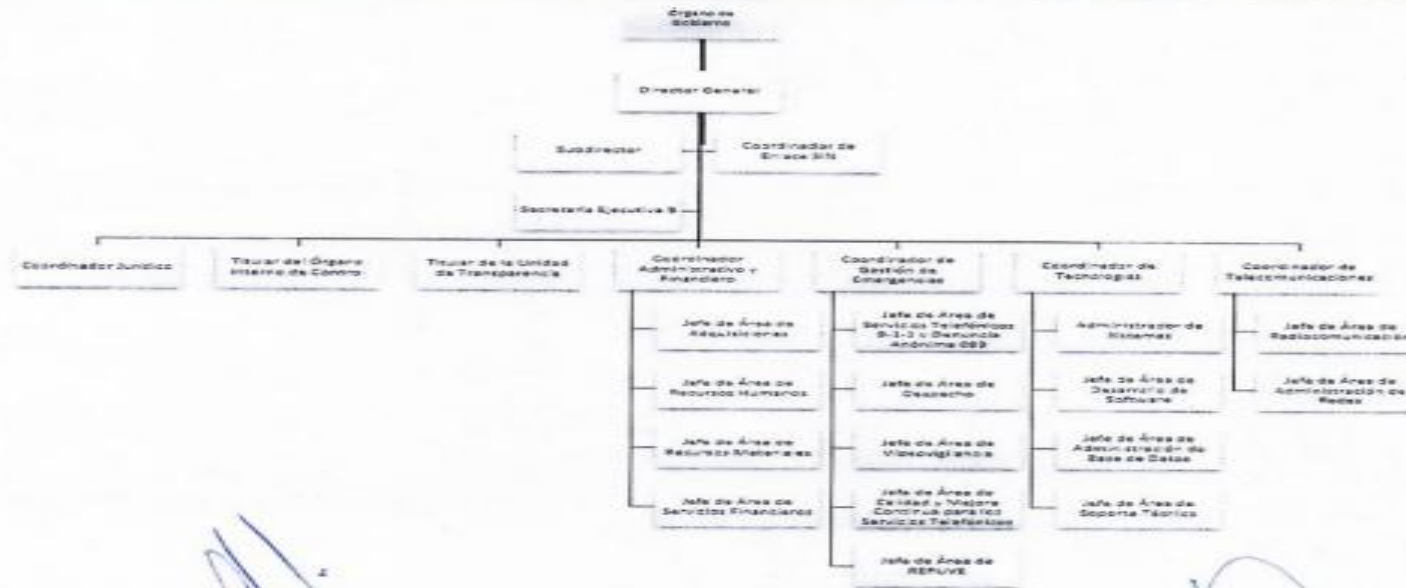 Órgano de
Gobierno
Director General
Subdirector
Coordinador de
Enlace
Secretaría Ejecutiva
Coordinador Jurídico
Titular del Órgano
Interno de Control
Titular de la Unidad
de Transparencia
Coordinador
Administrativo y
Financiero
Coordinador de
Gestión de
Emergencias
Coordinador de
Tecnologías
Coordinador de
Telecomunicaciones
Jefe de Área de
Adquisiciones
Jefe de Área de
Servicios Telefónicos
9-1-1 y Denuncia
Anónima 089
Administrador de
Sistemas
Jefe de Área de
Radiocomunicación
Jefe de Área de
Recursos Humanos
Jefe de Área de
Despacho
Jefe de Área de
Desarrollo de
Software
Jefe de Área de
Administración de
Redes
Jefe de Área de
Recursos Materiales
Jefe de Área de
Videovigilancia
Jefe de Área de
Administración de
Base de Datos
Jefe de Área de
Servicios Financieros
Jefe de Área de
Calidad y Mejora
Continua para los
Servicios Telefónicos
Jefe de Área de
Soporte Técnico
Jefe de Área de
REPUVE